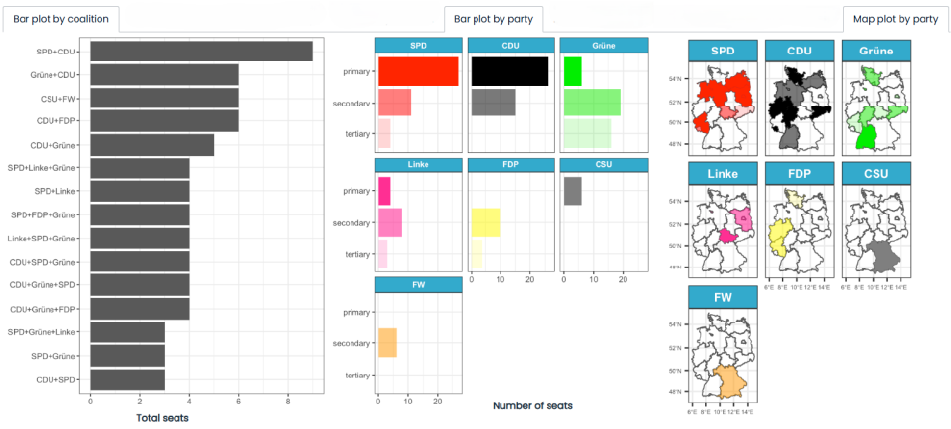 Bar plot by coalition
Bar plot by party
Map plot by party
SPD+CDU
Grüne+CDU
CSU+FW
CDU+FDP
CDU+Grüne
SPD+Linke+Grüne
SPD+Linke
SPD+FDP+Grüne
Linke+SPD+Grüne
CDU+SPD+Grüne
CDU+Grüne+SPD
CDU+Grüne+FDP
SPD+Grüne+Linke
SPD+Grüne
CDU+SPD
0 2 4 6 8
Total seats
SPD CDU Grüne
primary
secondary
tertiary
Linke FDP CSU
primary
secondary
tertiary
0 10 20 0 10 20
FW
primary
secondary
tertiary
0 10 20
Number of seats
SPD CDU Grüne
54°N
52°N
50°N
48°N
Linke FDP CSU
54°N
52°N
50°N
48°N
6°E 8°E 10°E 12°E 14°E 6°E 8°E 10°E 12°E 14°E
FW
54°N
52°N
50°N
48°N
6°E 8°E 10°E 12°E 14°E